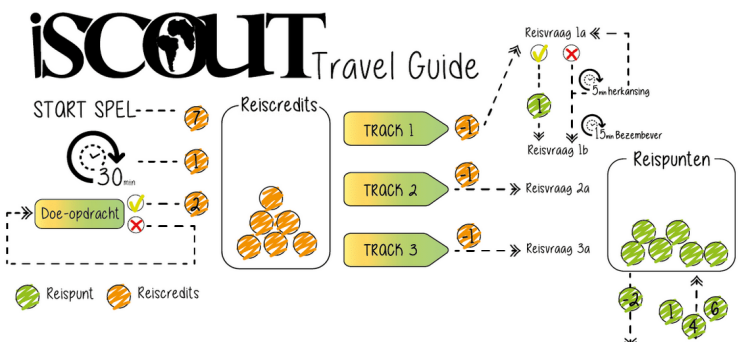 iSCOUT Travel Guide
START SPEL
7
1
30 min
Doe-opdracht
2
Reispunt
Reiscredits
Reiscredits
TRACK 1
-1
TRACK 2
-1
TRACK 3
-1
Reisvraag 1a
1
5 min herkansing
15 min Bezembever
Reisvraag 1b
Reisvraag 2a
Reisvraag 3a
Reispunten
-2
1
4
6